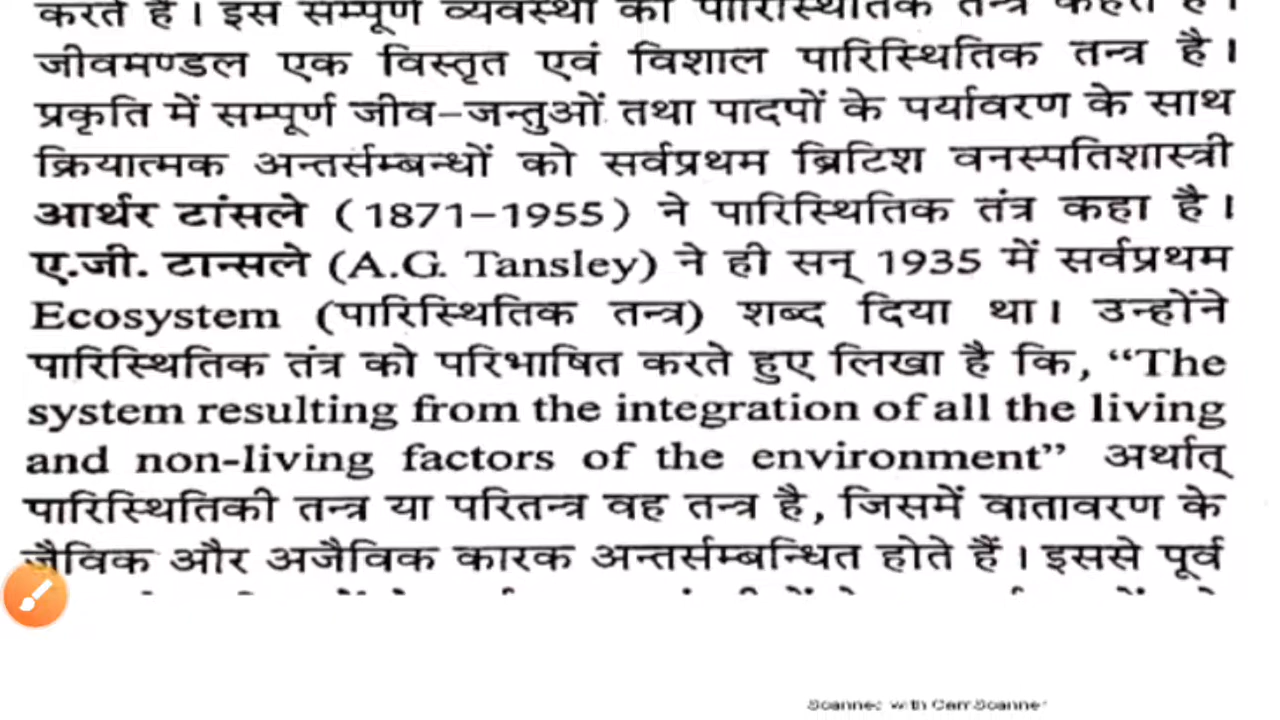 करते हैं। इस सम्पूर्ण व्यवस्था को पारिस्थितिक तन्त्र कहते हैं।
जीवमण्डल एक विस्तृत एवं विशाल पारिस्थितिक तन्त्र है।
प्रकृति में सम्पूर्ण जीव-जन्तुओं तथा पादपों के पर्यावरण के साथ
क्रियात्मक अन्तर्सम्बन्धों को सर्वप्रथम ब्रिटिश वनस्पतिशास्त्री
आर्थर टांसले (1871-1955) ने पारिस्थितिक तंत्र कहा है।
ए.जी. टान्सले (A.G. Tansley) ने ही सन् 1935 में सर्वप्रथम
Ecosystem (पारिस्थितिक तन्त्र) शब्द दिया था। उन्होंने
पारिस्थितिक तंत्र को परिभाषित करते हुए लिखा है कि, “The
system resulting from the integration of all the living
and non-living factors of the environment” अर्थात्
पारिस्थितिकी तन्त्र या परितन्त्र वह तन्त्र है, जिसमें वातावरण के
जैविक और अजैविक कारक अन्तर्सम्बन्धित होते हैं। इससे पूर्व
Scanned with CamScanner